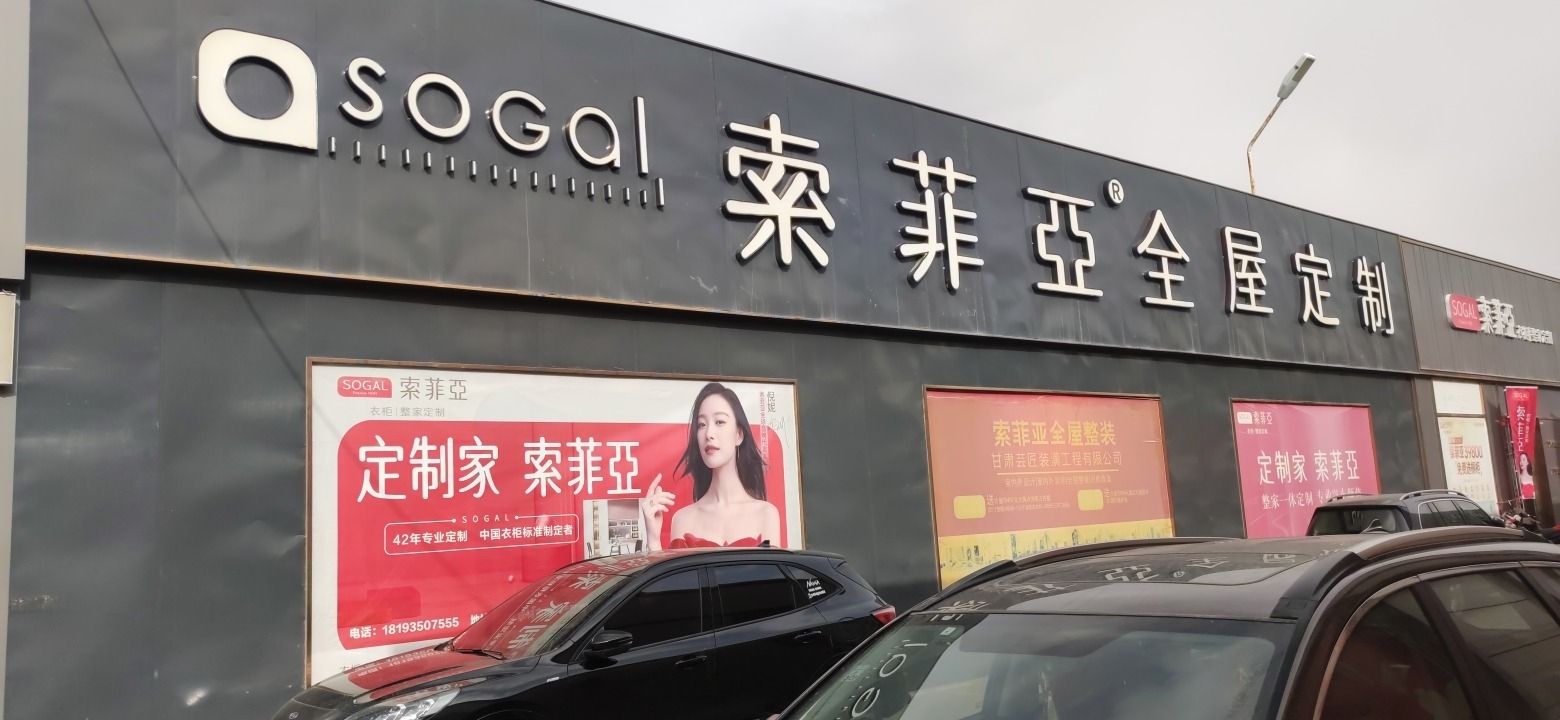 sogal 索菲亞® 全屋定制
SOGAL 索菲亞
衣柜 | 整家定制
定制家 索菲亞
SOGAL
42年专业定制 中国衣柜标准制定者
电话：18193507555
倪妮
索菲亚全屋整装
甘肃芸匠装潢工程有限公司
SOGAL 索菲亞
定制家 索菲亞
整家一体定制
SOGAL 索菲亞
索菲亞